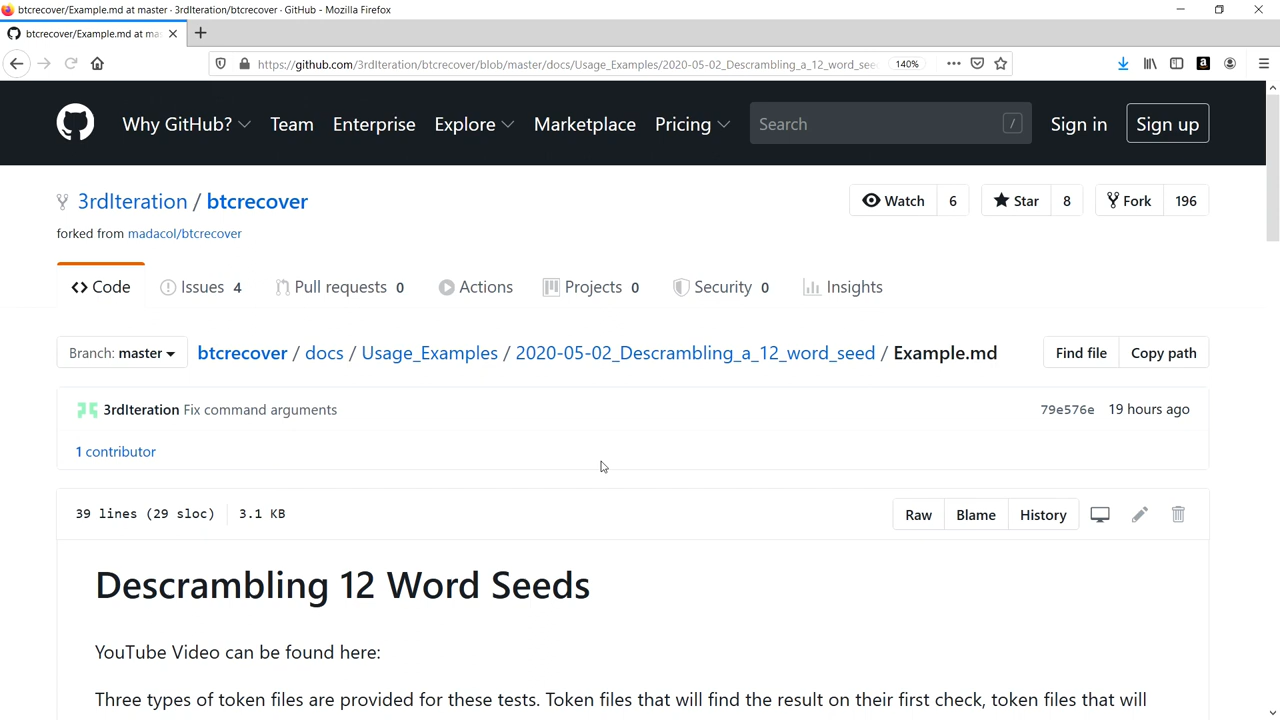 btcrecover/Example.md at master · 3rdIteration/btcrecover · GitHub - Mozilla Firefox
btcrecover/Example.md at mas
https://github.com/3rdIteration/btcrecover/blob/master/docs/Usage_Examples/2020-05-02_Descrambling_a_12_word_see
140%
Why GitHub? Team Enterprise Explore Marketplace Pricing Search / Sign in Sign up
3rdIteration / btcrecover
Watch 6 Star 8 Fork 196
forked from madacol/btcrecover
<> Code Issues 4 Pull requests 0 Actions Projects 0 Security 0 Insights
Branch: master btcrecover / docs / Usage_Examples / 2020-05-02_Descrambling_a_12_word_seed / Example.md Find file Copy path
3rdIteration Fix command arguments 79e576e 19 hours ago
1 contributor
39 lines (29 sloc) 3.1 KB Raw Blame History
Descrambling 12 Word Seeds
YouTube Video can be found here:
Three types of token files are provided for these tests. Token files that will find the result on their first check, token files that will